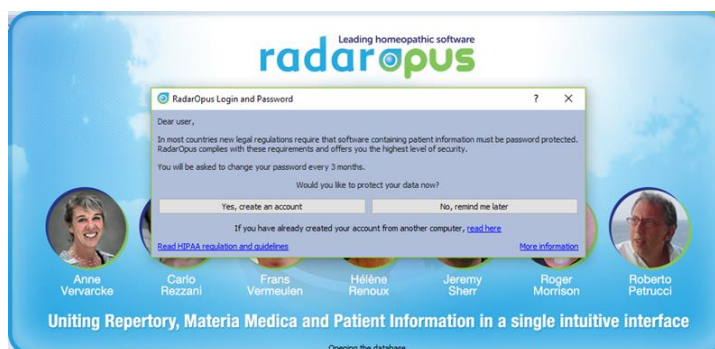 Leading homeopathic software
radaropus
RadarOpus Login and Password
Dear user,
In most countries new legal regulations require that software containing patient information must be password protected.
RadarOpus complies with these requirements and offers you the highest level of security.
You will be asked to change your password every 3 months.
Would you like to protect your data now?
Yes, create an account
No, remind me later
If you have already created your account from another computer, read here
Read HIPAA regulation and guidelines
More information
Anne
Vervarcke
Carlo
Rezzani
Frans
Vermeulen
Hélène
Renoux
Jeremy
Sherr
Roger
Morrison
Roberto
Petrucci
Uniting Repertory, Materia Medica and Patient Information in a single intuitive interface
Opening the database